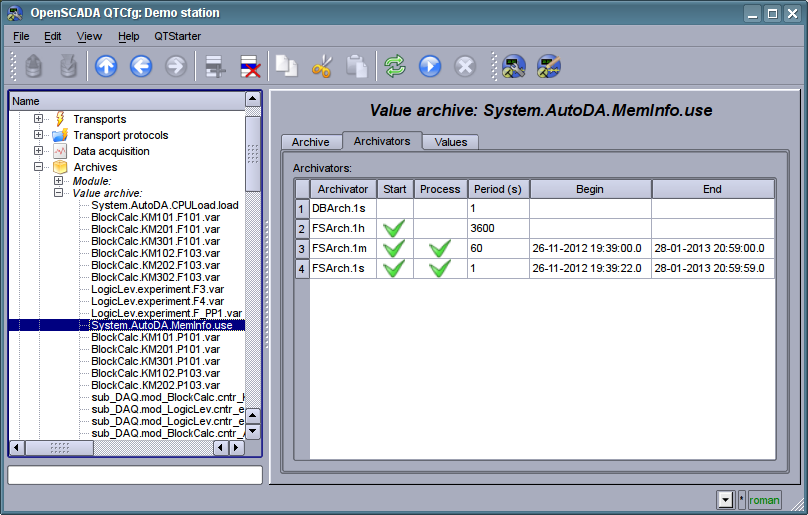 OpenSCADA QTCfg: Demo station
File Edit View Help QTStarter
Name
Transports
Transport protocols
Data acquisition
Archives
Module:
Value archive:
System.AutoDA.CPULoad.load
BlockCalc.KM101.F101.var
BlockCalc.KM201.F101.var
BlockCalc.KM301.F101.var
BlockCalc.KM102.F103.var
BlockCalc.KM202.F103.var
BlockCalc.KM302.F103.var
LogicLev.experiment.F3.var
LogicLev.experiment.F4.var
LogicLev.experiment.F_PP1.var
System.AutoDA.MemInfo.use
BlockCalc.KM101.P101.var
BlockCalc.KM201.P101.var
BlockCalc.KM301.P101.var
BlockCalc.KM102.P103.var
BlockCalc.KM202.P103.var
sub_DAQ.mod_BlockCalc.cntr_
sub_DAQ.mod_LogicLev.cntr_e
sub_DAQ.mod_LogicLev.cntr_e
sub_DAQ.mod_BlockCalc.cntr_
Value archive: System.AutoDA.MemInfo.use
Archive Archivators Values
Archivators:
Archivator Start Process Period (s) Begin End
1 DBArch.1s 1
2 FSArch.1h 3600
3 FSArch.1m 60 26-11-2012 19:39:00.0 28-01-2013 20:59:00.0
4 FSArch.1s 1 26-11-2012 19:39:22.0 28-01-2013 20:59:59.0
* roman